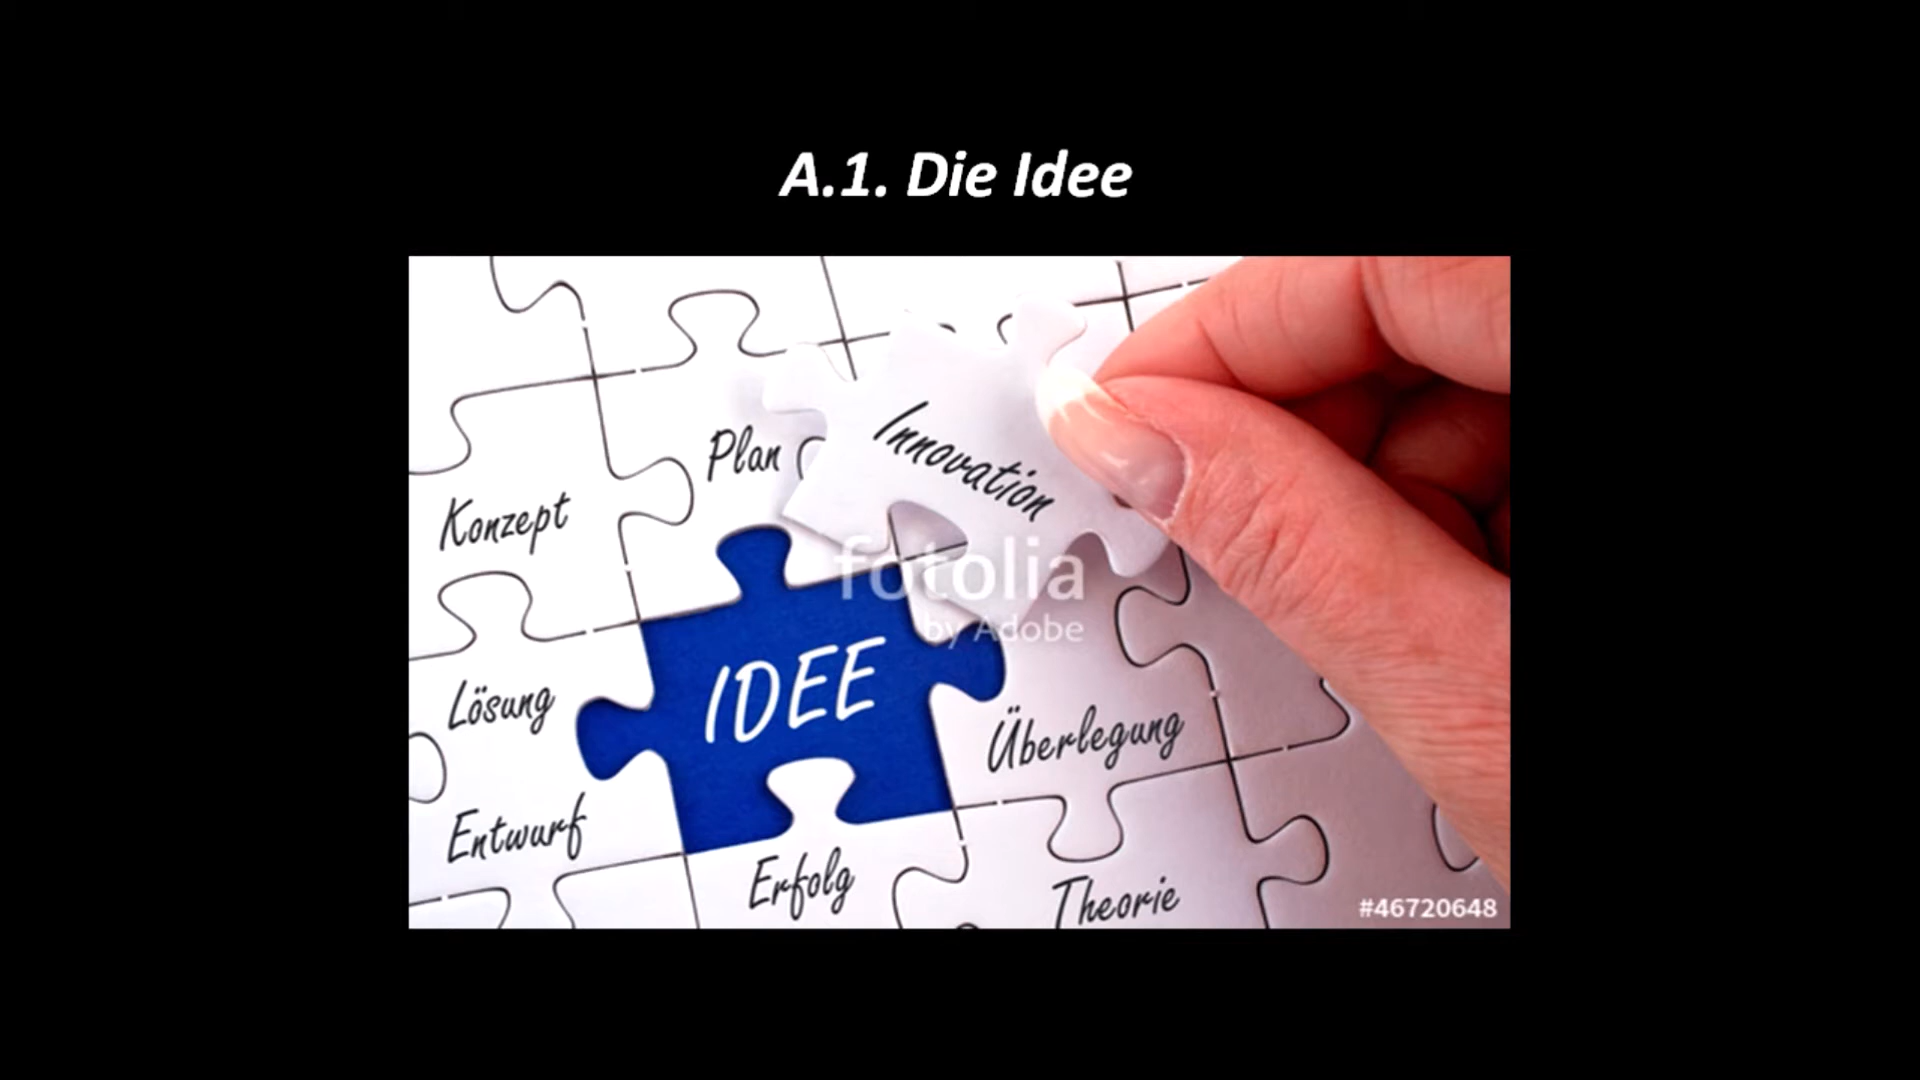 A.1. Die Idee
Innovation
Plan
Konzept
fotolia
by Adobe
IDEE
Lösung
Überlegung
Entwurf
Erfolg
Theorie
#46720648